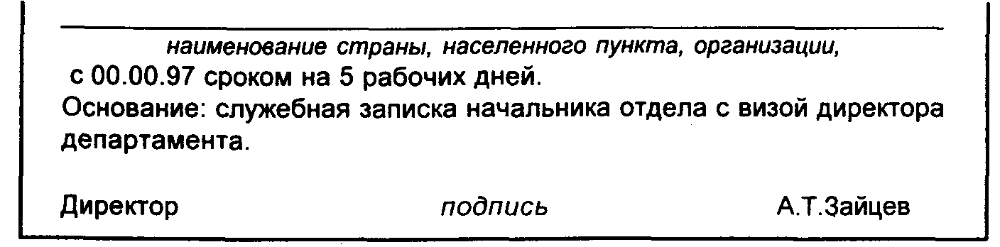 наименование страны, населенного пункта, организации,
с 00.00.97 сроком на 5 рабочих дней.
Основание: служебная записка начальника отдела с визой директора
департамента.
Директор подпись А.Т.Зайцев